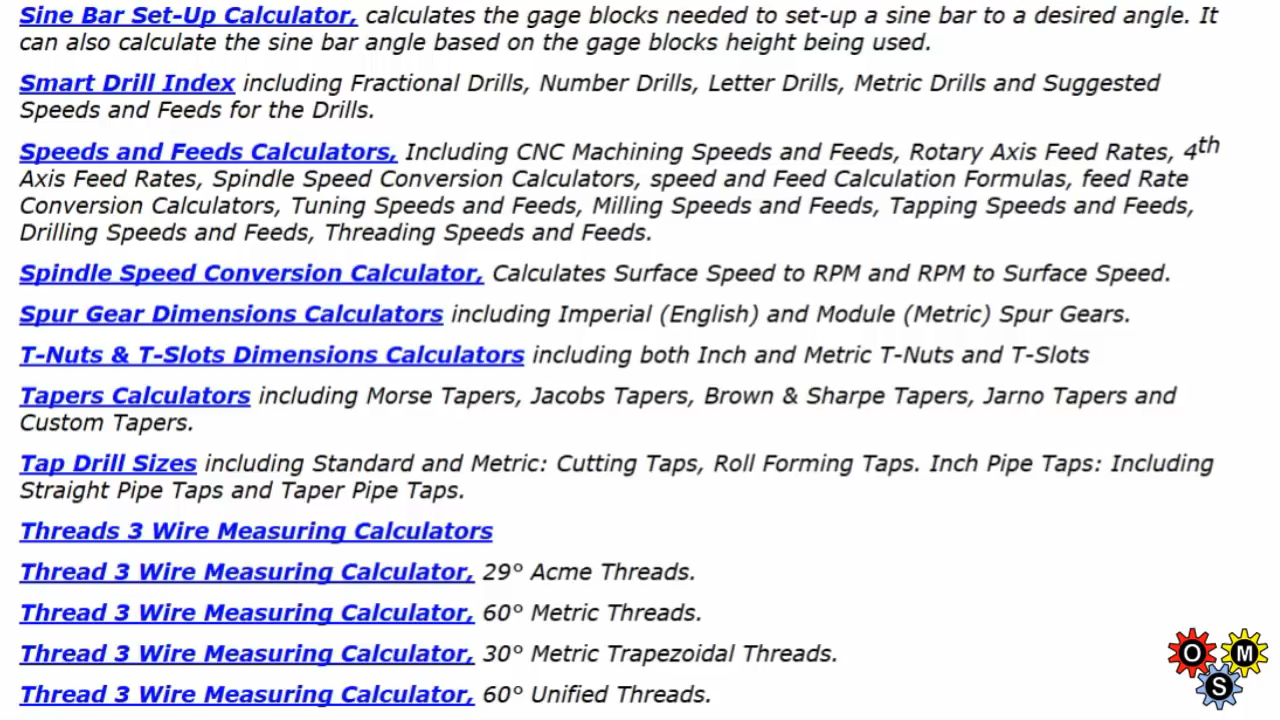 Sine Bar Set-Up Calculator, calculates the gage blocks needed to set-up a sine bar to a desired angle. It
can also calculate the sine bar angle based on the gage blocks height being used.
Smart Drill Index including Fractional Drills, Number Drills, Letter Drills, Metric Drills and Suggested
Speeds and Feeds for the Drills.
Speeds and Feeds Calculators, Including CNC Machining Speeds and Feeds, Rotary Axis Feed Rates, 4th
Axis Feed Rates, Spindle Speed Conversion Calculators, speed and Feed Calculation Formulas, feed Rate
Conversion Calculators, Tuning Speeds and Feeds, Milling Speeds and Feeds, Tapping Speeds and Feeds,
Drilling Speeds and Feeds, Threading Speeds and Feeds.
Spindle Speed Conversion Calculator, Calculates Surface Speed to RPM and RPM to Surface Speed.
Spur Gear Dimensions Calculators including Imperial (English) and Module (Metric) Spur Gears.
T-Nuts & T-Slots Dimensions Calculators including both Inch and Metric T-Nuts and T-Slots
Tapers Calculators including Morse Tapers, Jacobs Tapers, Brown & Sharpe Tapers, Jarno Tapers and
Custom Tapers.
Tap Drill Sizes including Standard and Metric: Cutting Taps, Roll Forming Taps. Inch Pipe Taps: Including
Straight Pipe Taps and Taper Pipe Taps.
Threads 3 Wire Measuring Calculators
Thread 3 Wire Measuring Calculator, 29° Acme Threads.
Thread 3 Wire Measuring Calculator, 60° Metric Threads.
Thread 3 Wire Measuring Calculator, 30° Metric Trapezoidal Threads.
Thread 3 Wire Measuring Calculator, 60° Unified Threads.
O M
S